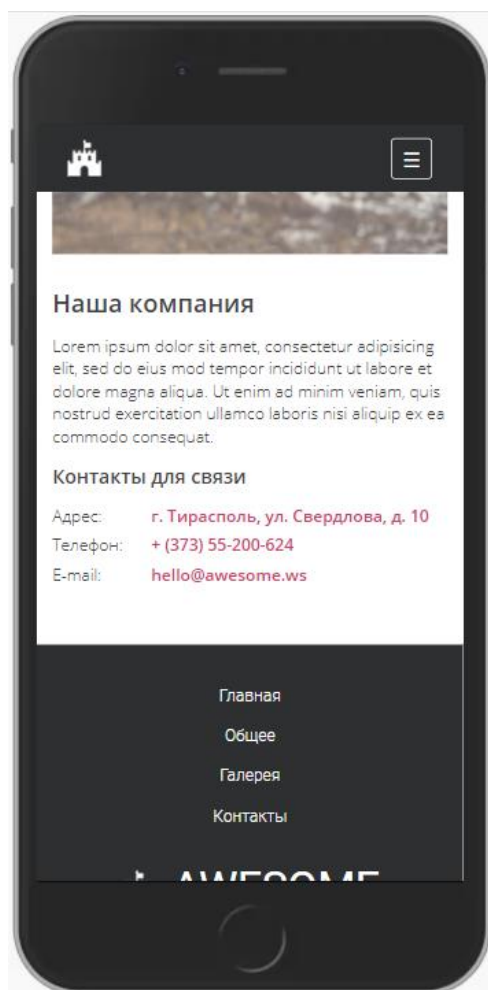 Наша компания
Lorem ipsum dolor sit amet, consectetur adipisicing
elit, sed do eius mod tempor incididunt ut labore et
dolore magna aliqua. Ut enim ad minim veniam, quis
nostrud exercitation ullamco laboris nisi aliquip ex ea
commodo consequat.
Контакты для связи
Адрес: г. Тирасполь, ул. Свердлова, д. 10
Телефон: + (373) 55-200-624
E-mail: hello@awesome.ws
Главная
Общее
Галерея
Контакты
AWESOME